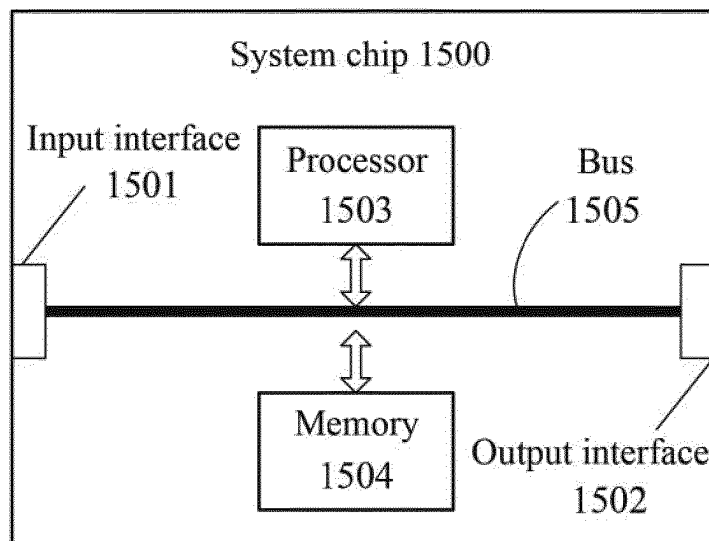 System chip 1500
Input interface
1501
Processor
1503
Bus
1505
Memory
1504
Output interface
1502